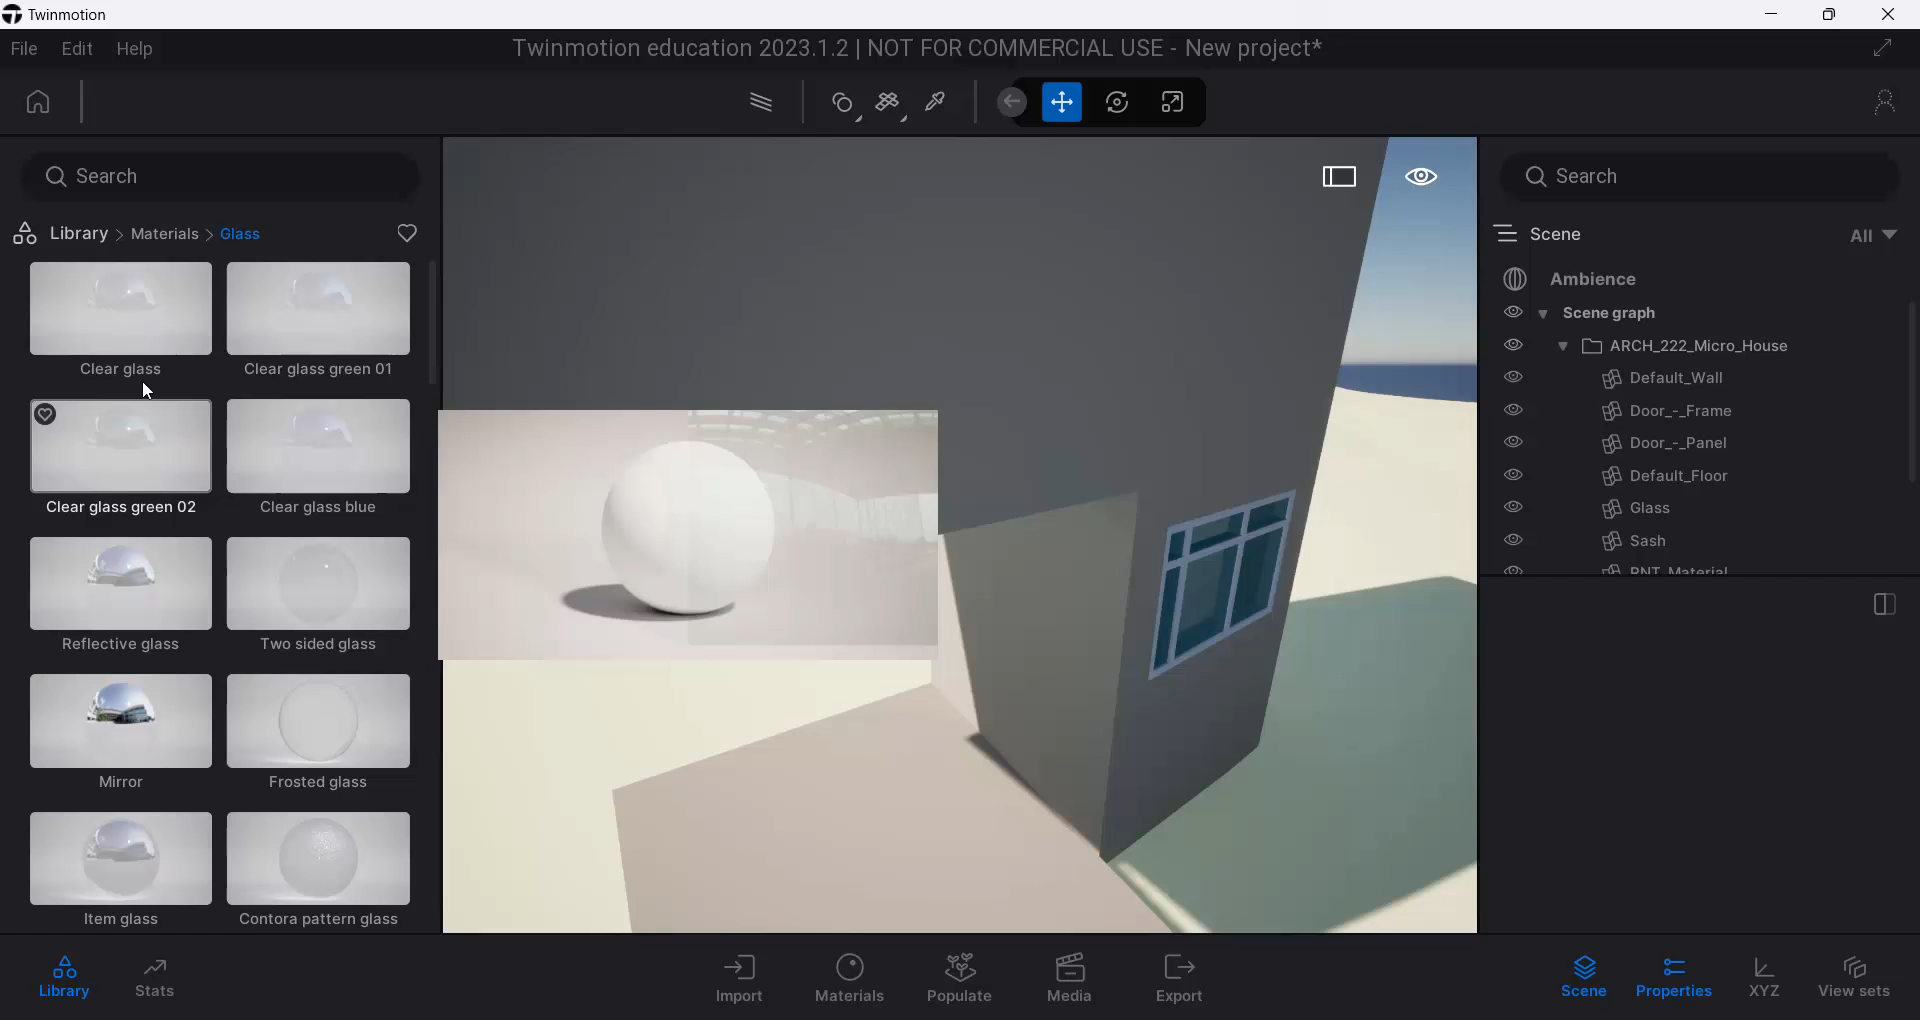 Twinmotion
File Edit Help
Twinmotion education 2023.1.2 | NOT FOR COMMERCIAL USE - New project*
Search
Library > Materials > Glass
Clear glass
Clear glass green 01
Clear glass green 02
Clear glass blue
Reflective glass
Two sided glass
Mirror
Frosted glass
Item glass
Contora pattern glass
Search
Scene
All
Ambience
Scene graph
ARCH_222_Micro_House
Default_Wall
Door_-_Frame
Door_-_Panel
Default_Floor
Glass
Sash
RNT_Material
Library
Stats
Import
Materials
Populate
Media
Export
Scene
Properties
XYZ
View sets